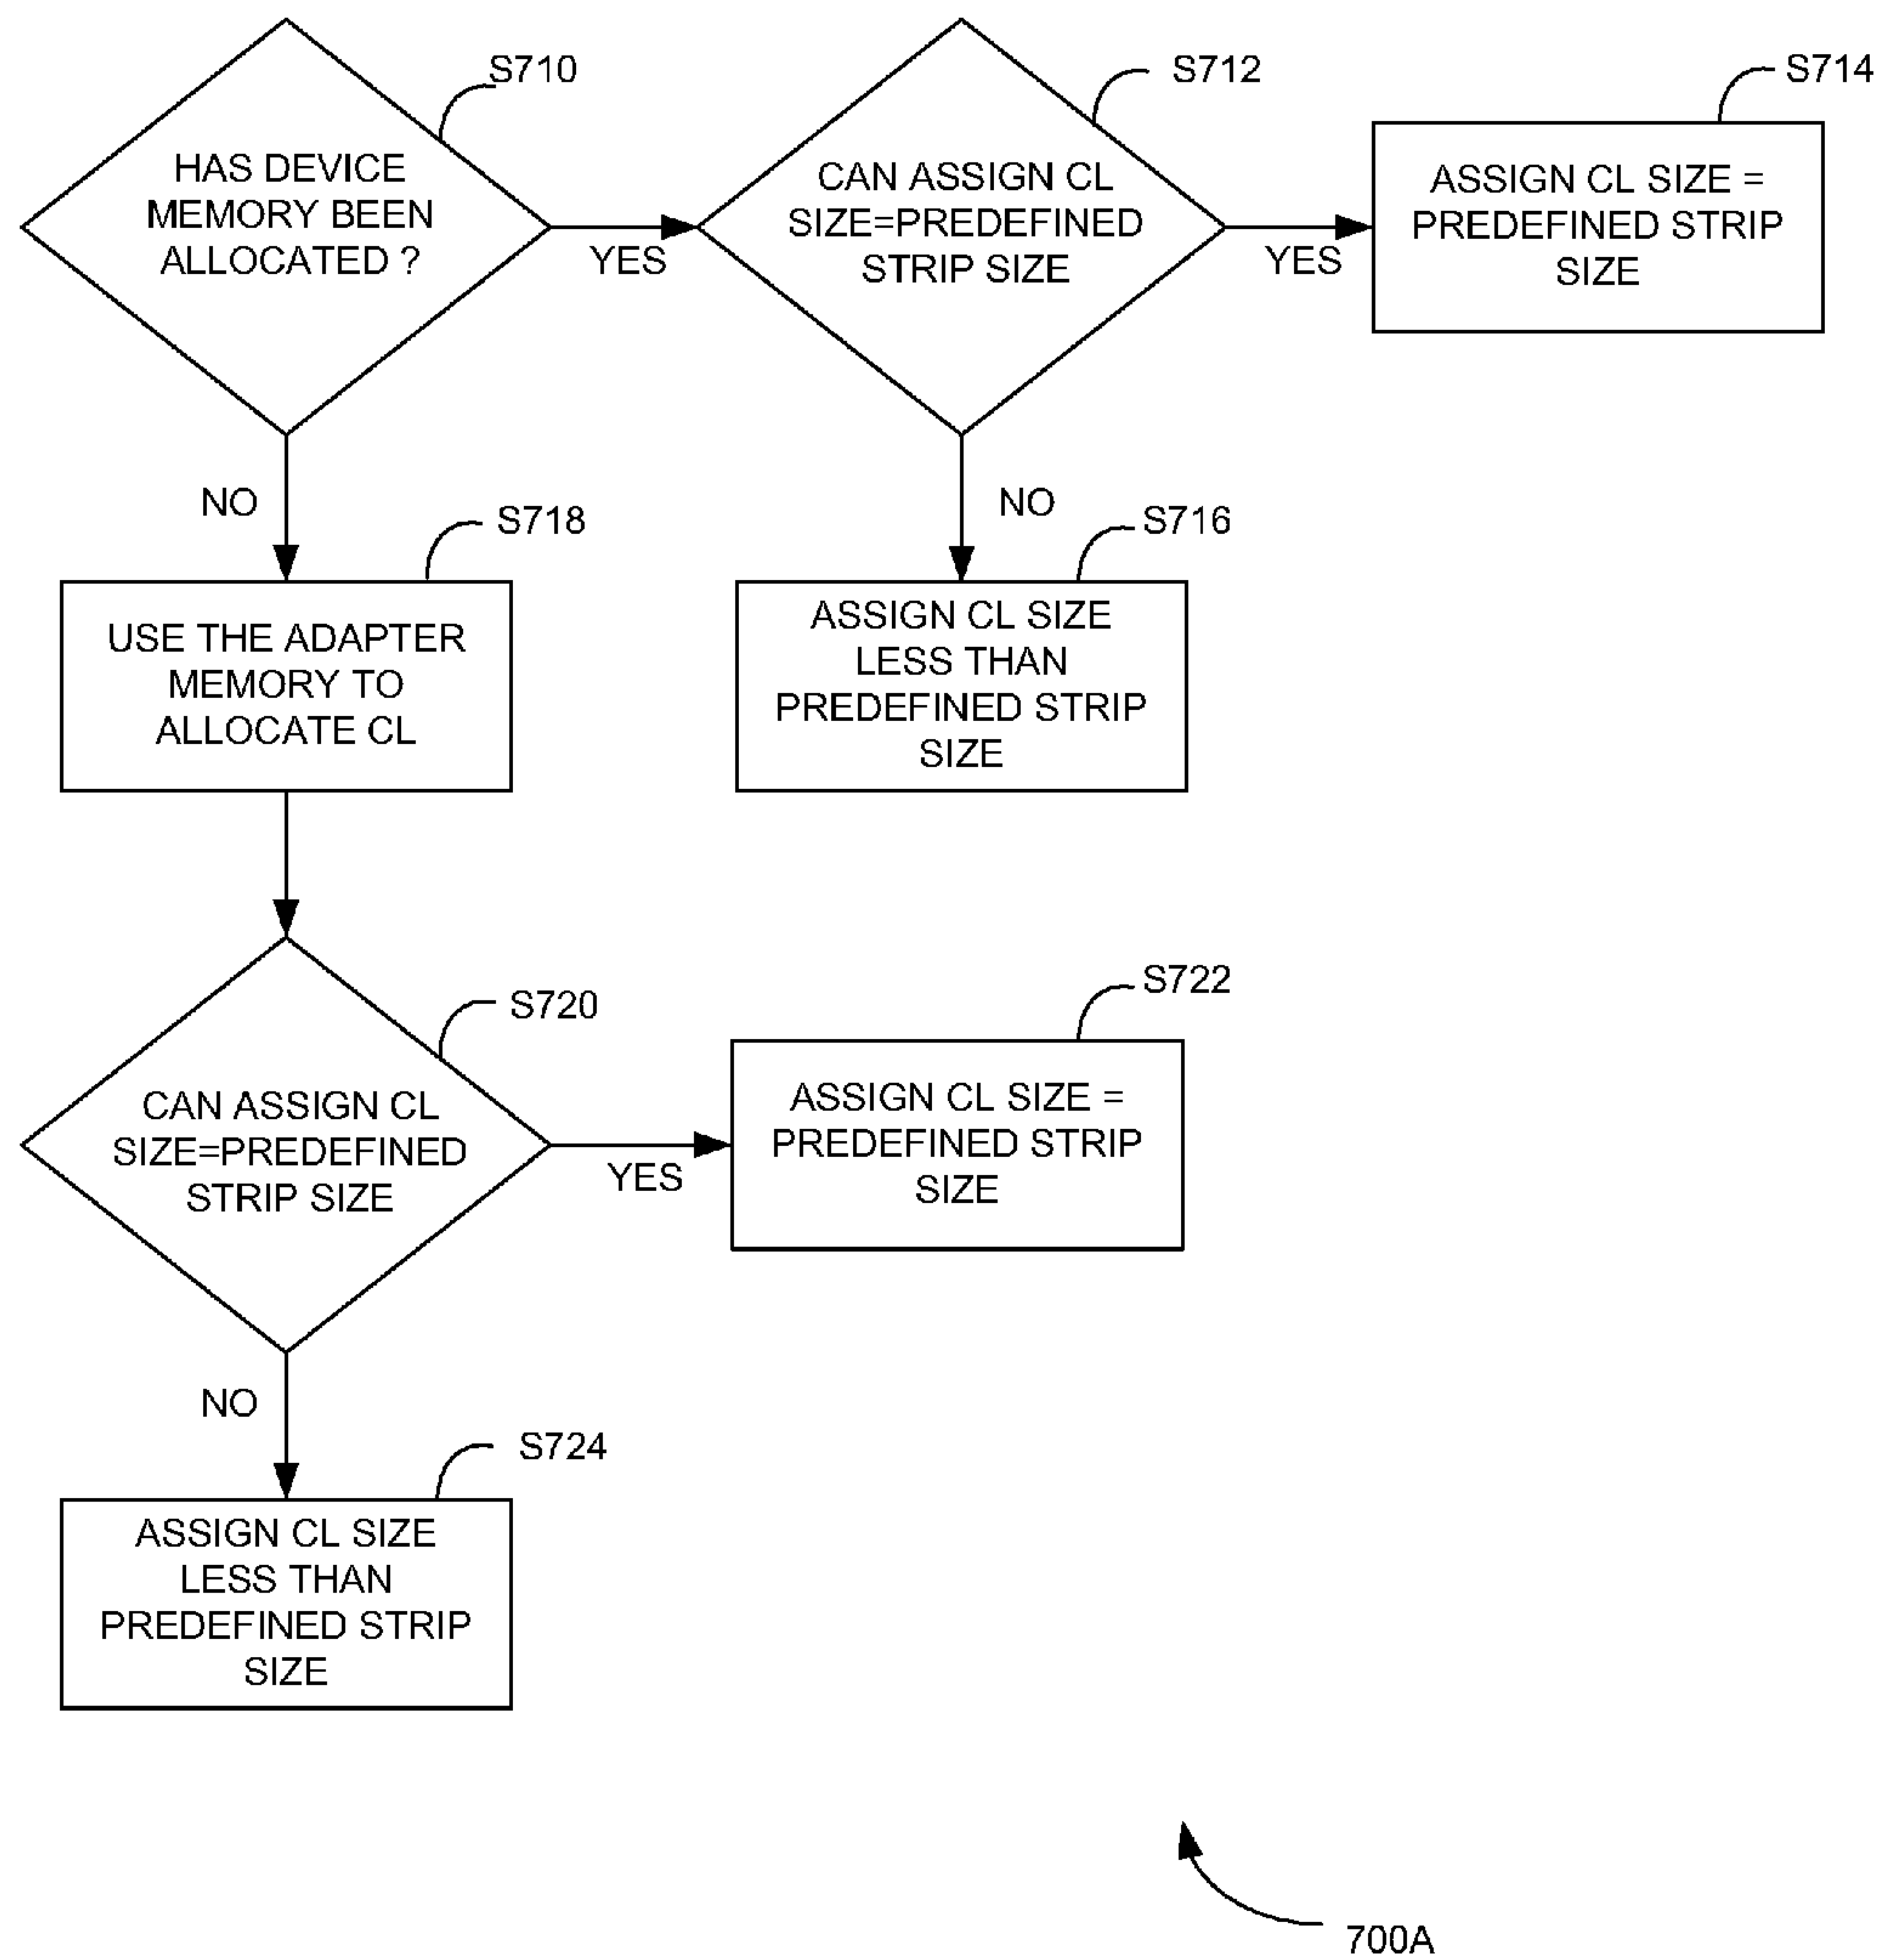 S710
HAS DEVICE
MEMORY BEEN
ALLOCATED ?
YES
S712
CAN ASSIGN CL
SIZE=PREDEFINED
STRIP SIZE
YES
S714
ASSIGN CL SIZE =
PREDEFINED STRIP
SIZE
NO
S718
USE THE ADAPTER
MEMORY TO
ALLOCATE CL
NO
S716
ASSIGN CL SIZE
LESS THAN
PREDEFINED STRIP
SIZE
S720
CAN ASSIGN CL
SIZE=PREDEFINED
STRIP SIZE
YES
S722
ASSIGN CL SIZE =
PREDEFINED STRIP
SIZE
NO
S724
ASSIGN CL SIZE
LESS THAN
PREDEFINED STRIP
SIZE
700A